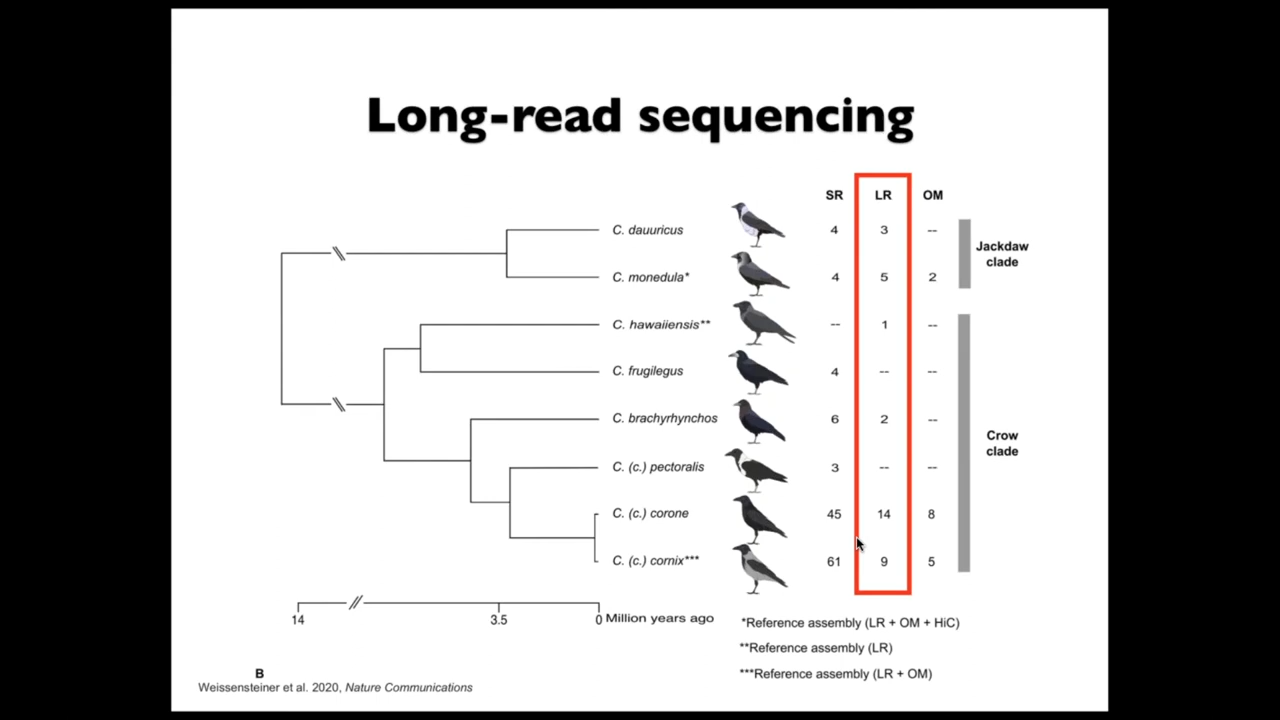 Long-read sequencing
SR LR OM
C. dauuricus 4 3 --
C. monedula* 4 5 2
Jackdaw
clade
C. hawaiiensis** -- 1 --
C. frugilegus 4 -- --
C. brachyrhynchos 6 2 --
C. (c.) pectoralis 3 -- --
C. (c.) corone 45 14 8
C. (c.) cornix*** 61 9 5
Crow
clade
14 3.5 0 Million years ago
*Reference assembly (LR + OM + HiC)
**Reference assembly (LR)
***Reference assembly (LR + OM)
B
Weissensteiner et al. 2020, Nature Communications